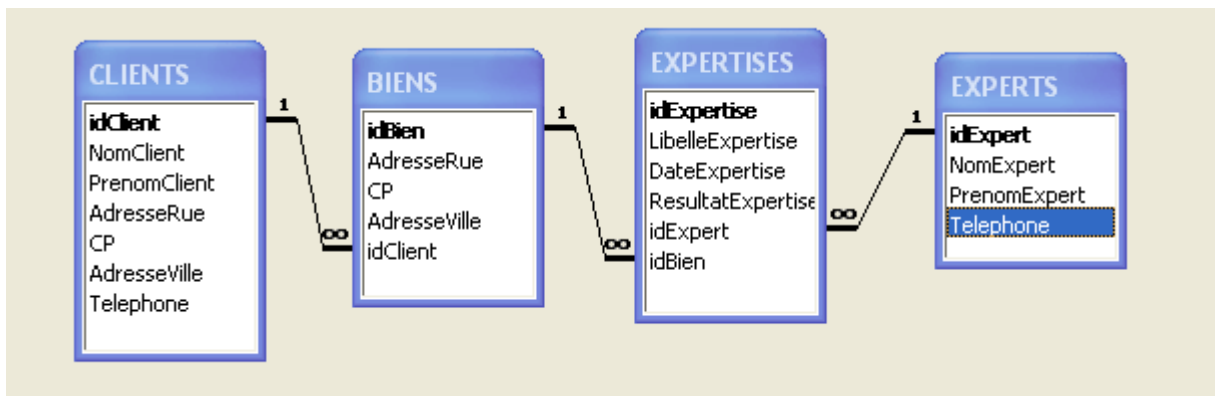 CLIENTS
idClient
NomClient
PrenomClient
AdresseRue
CP
AdresseVille
Telephone
1
∞
BIENS
idBien
AdresseRue
CP
AdresseVille
idClient
1
∞
EXPERTISES
idExpertise
LibelleExpertise
DateExpertise
ResultatExpertise
idExpert
idBien
∞
1
EXPERTS
idExpert
NomExpert
PrenomExpert
Telephone